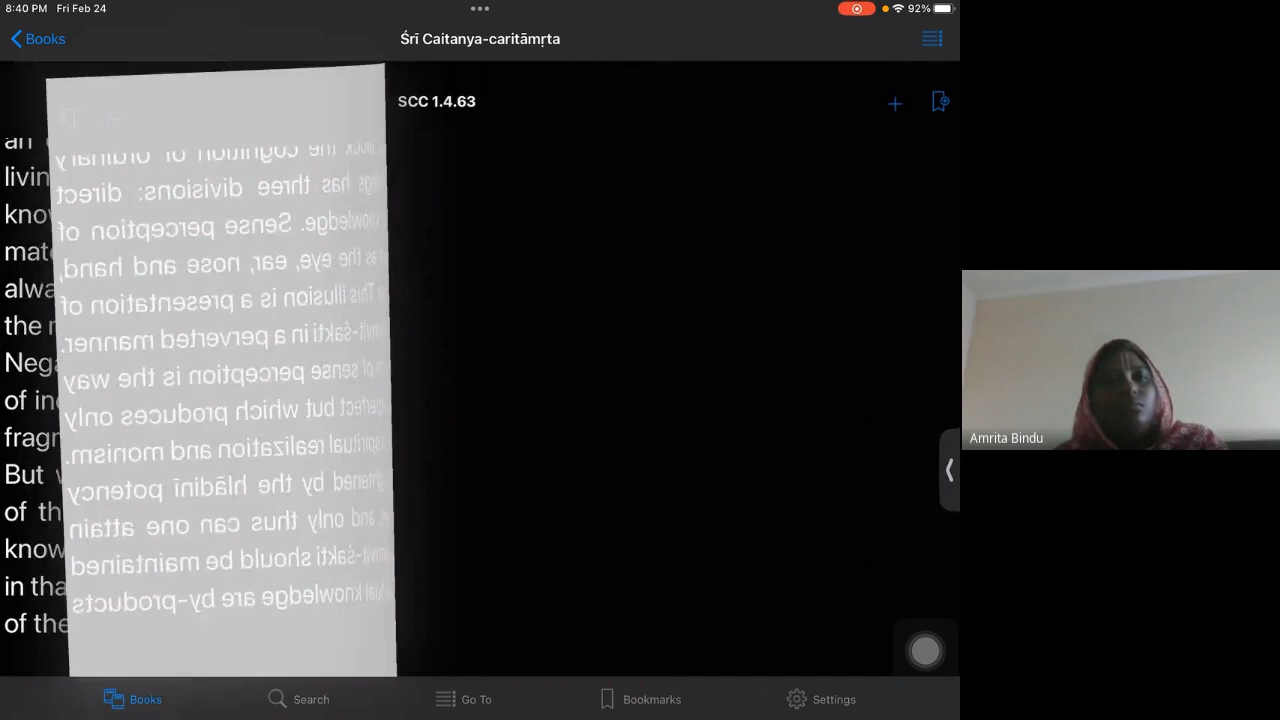 8:40 PM Fri Feb 24
92%
Books
Śrī Caitanya-caritāmṛta
SCC 1.4.63
the cognition of ordinary
has three divisions: direct
knowledge. Sense perception of
as the eye, ear, nose and hand,
This illusion is a presentation of
saṁvit-śakti in a perverted manner.
of sense perception is the way
perfect but which produces only
spiritual realization and monism.
by the hlādinī potency
and only thus can one attain
śakti should be maintained
knowledge are by-products
livin
alwa
the
Nega
of in
fragr
But
of th
know
in tha
of the
Amrita Bindu
Books
Search
Go To
Bookmarks
Settings